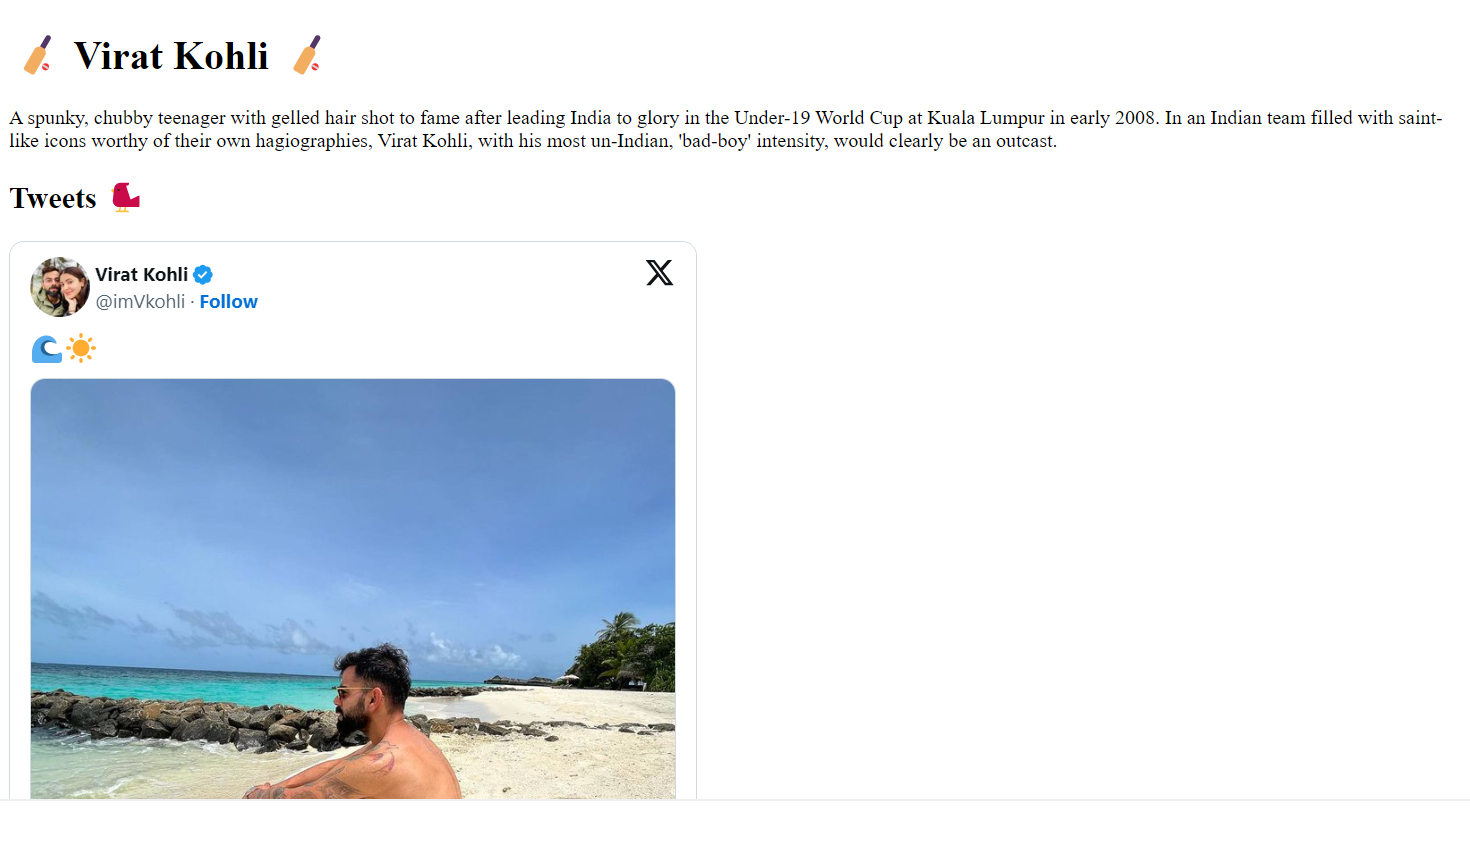 Virat Kohli
A spunky, chubby teenager with gelled hair shot to fame after leading India to glory in the Under-19 World Cup at Kuala Lumpur in early 2008. In an Indian team filled with saint-
like icons worthy of their own hagiographies, Virat Kohli, with his most un-Indian, 'bad-boy' intensity, would clearly be an outcast.
Tweets
Virat Kohli
@imVkohli · Follow